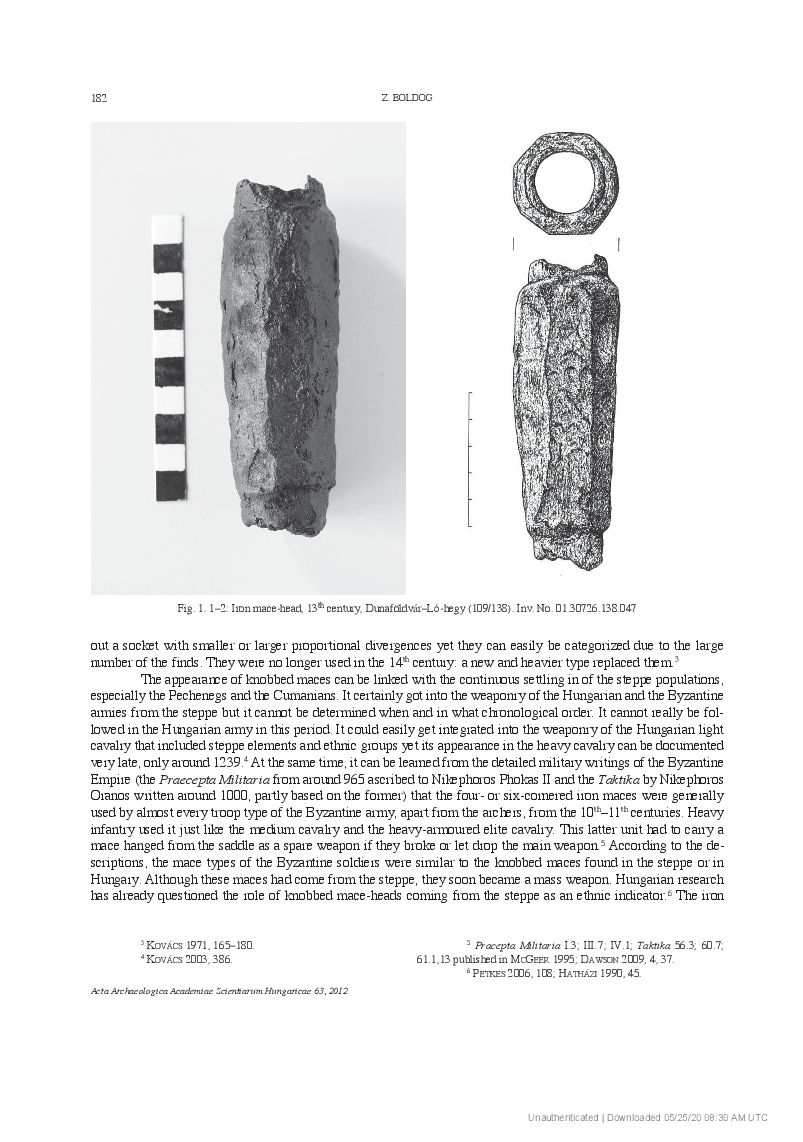 182
Z. BOLDOG
Fig. 1. 1–2: Iron mace-head, 13th century, Dunaföldvár–Ló-hegy (109/138). Inv. No. 01.30726.138.047
out a socket with smaller or larger proportional divergences yet they can easily be categorized due to the large
number of the finds. They were no longer used in the 14th century: a new and heavier type replaced them.3
The appearance of knobbed maces can be linked with the continuous settling in of the steppe populations,
especially the Pechenegs and the Cumanians. It certainly got into the weaponry of the Hungarian and the Byzantine
armies from the steppe but it cannot be determined when and in what chronological order. It cannot really be fol-
lowed in the Hungarian army in this period. It could easily get integrated into the weaponry of the Hungarian light
cavalry that included steppe elements and ethnic groups yet its appearance in the heavy cavalry can be documented
very late, only around 1239.4 At the same time, it can be learned from the detailed military writings of the Byzantine
Empire (the Praecepta Militaria from around 965 ascribed to Nikephoros Phokas II and the Taktika by Nikephoros
Oranos written around 1000, partly based on the former) that the four- or six-cornered iron maces were generally
used by almost every troop type of the Byzantine army, apart from the archers, from the 10th–11th centuries. Heavy
infantry used it just like the medium cavalry and the heavy-armoured elite cavalry. This latter unit had to carry a
mace hanged from the saddle as a spare weapon if they broke or let drop the main weapon.5 According to the de-
scriptions, the mace types of the Byzantine soldiers were similar to the knobbed maces found in the steppe or in
Hungary. Although these maces had come from the steppe, they soon became a mass weapon. Hungarian research
has already questioned the role of knobbed mace-heads coming from the steppe as an ethnic indicator.6 The iron
3 KOVÁCS 1971, 165–180.
4 KOVÁCS 2003, 386.
5 Pracepta Militaria I.3; III.7; IV.1; Taktika 56.3; 60.7;
61.1,13 published in MCGEER 1995; DAWSON 2009, 4, 37.
6 PETKES 2006, 108; HATHÁZI 1990, 45.
Acta Archaeologica Academiae Scientiarum Hungaricae 63, 2012
Unauthenticated | Downloaded 05/25/20 08:30 AM UTC